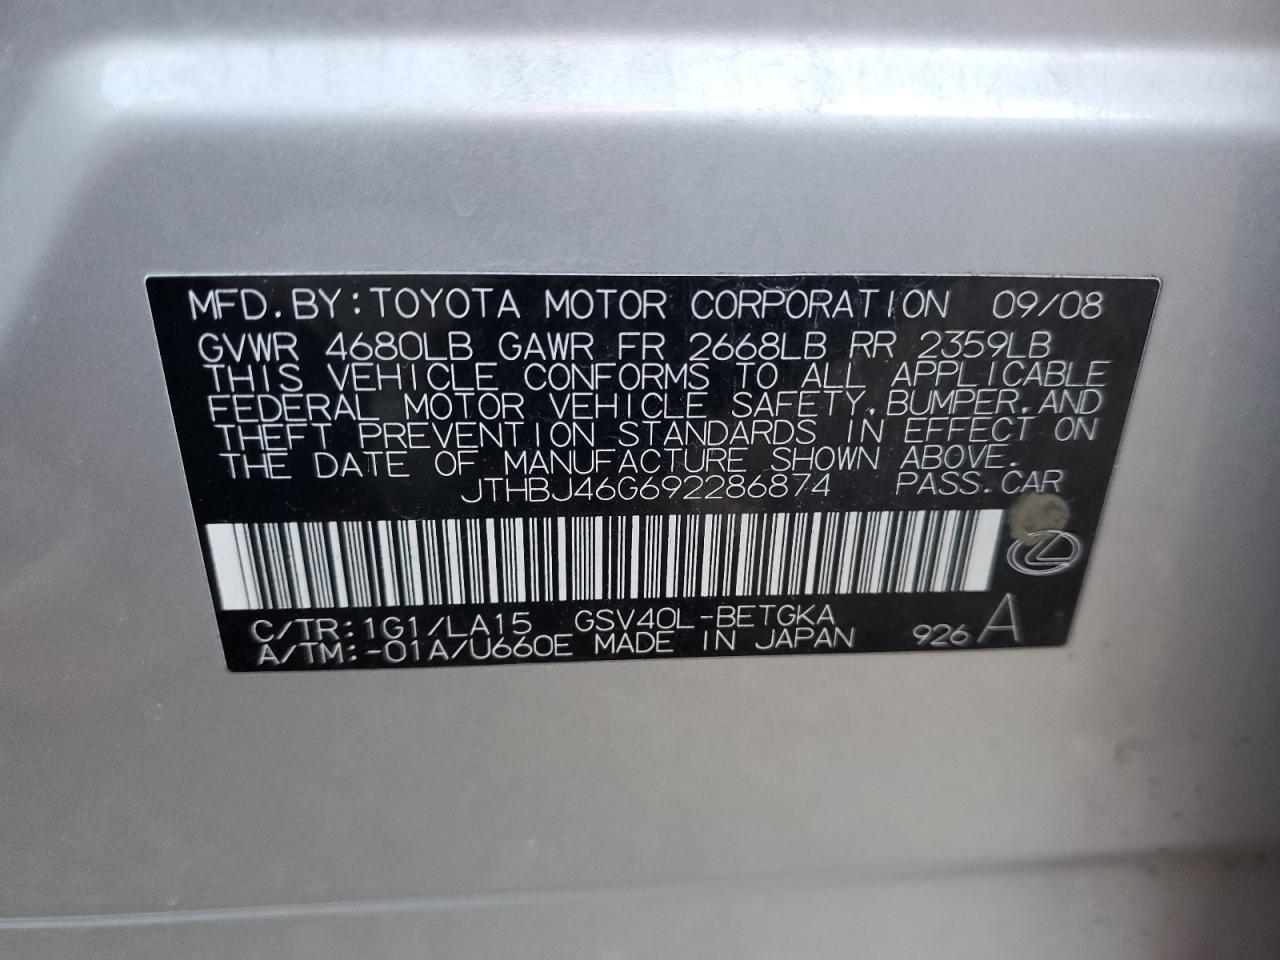 MFD.BY:TOYOTA MOTOR CORPORATION 09/08
GVWR 4680LB GAWR FR 2668LB RR 2359LB
THIS VEHICLE CONFORMS TO ALL APPLICABLE
FEDERAL MOTOR VEHICLE SAFETY,BUMPER,AND
THEFT PREVENTION STANDARDS IN EFFECT ON
THE DATE OF MANUFACTURE SHOWN ABOVE.
JTHBJ46G692286874 PASS.CAR
C/TR:1G1/LA15 GSV40L-BETGKA
A/TM:-01A/U660E MADE IN JAPAN 926 A